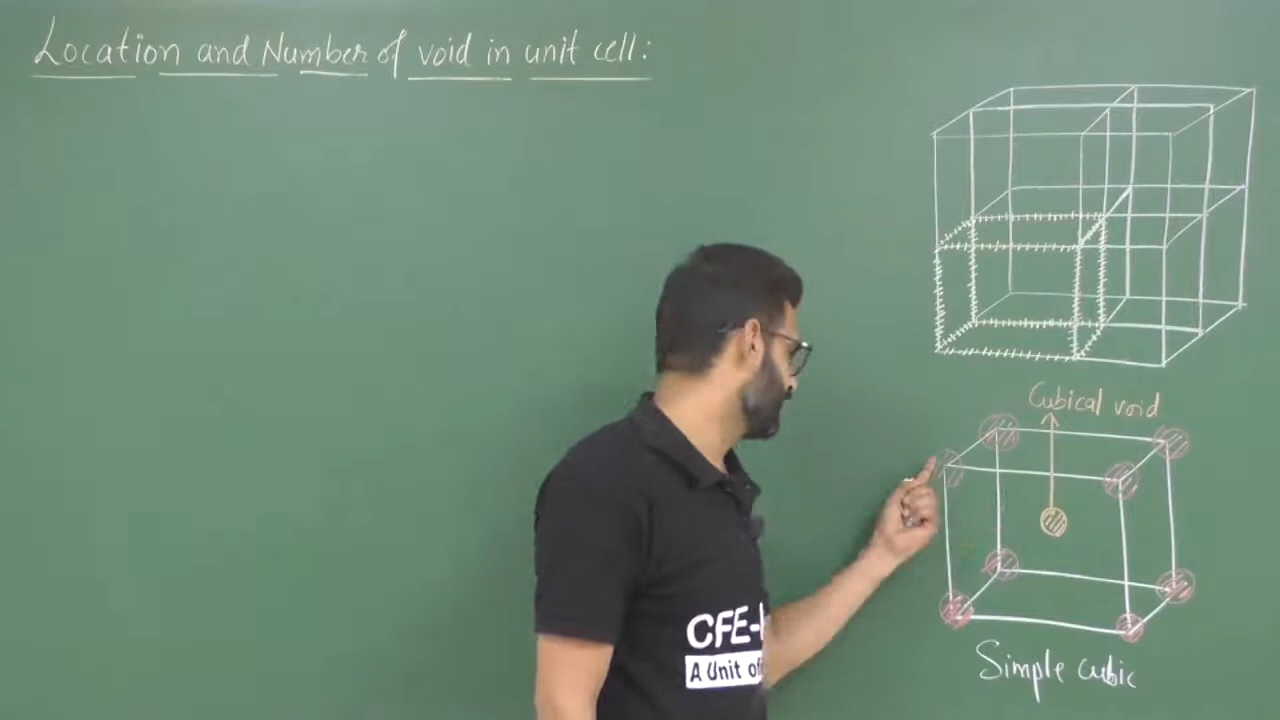 Location and Number of void in unit cell:
Cubical void
Simple cubic
CFE-
A Unit of